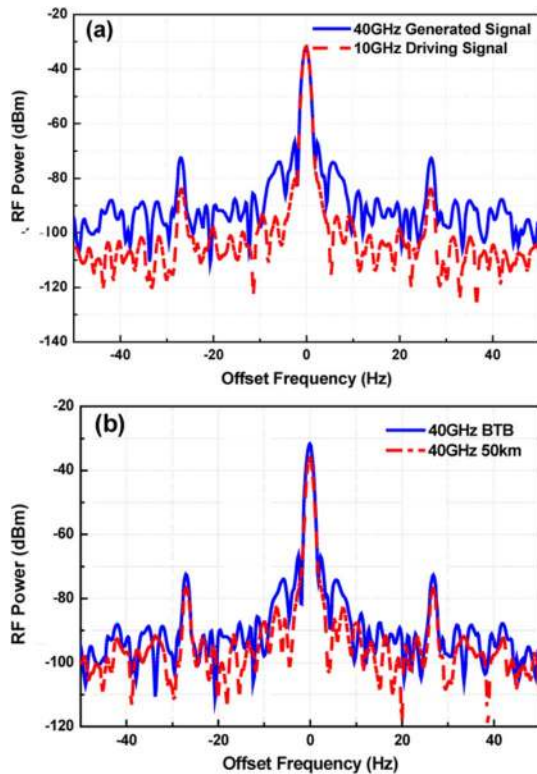 (a)
40GHz Generated Signal
10GHz Driving Signal
RF Power (dBm)
-20
-40
-60
-80
-100
-120
-140
-40
-20
0
20
40
Offset Frequency (Hz)
(b)
40GHz BTB
40GHz 50km
RF Power (dBm)
-20
-40
-60
-80
-100
-120
-40
-20
0
20
40
Offset Frequency (Hz)